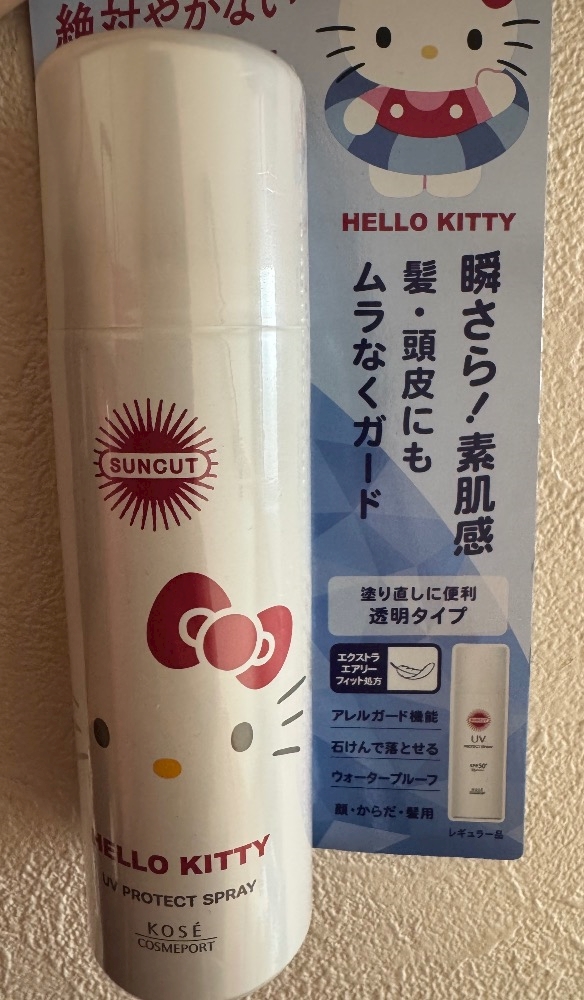 絶対やかない
HELLO KITTY
瞬さら！素肌感
髪・頭皮にも
ムラなくガード
塗り直しに便利
透明タイプ
エクストラ
エアリー
フィット処方
アレルガード機能
石けんで落とせる
ウォータープルーフ
顔・からだ・髪用
SUNCUT
UV
PROTECT SPRAY
SPF50+
レギュラー品
SUNCUT
HELLO KITTY
UV PROTECT SPRAY
KOSÉ
COSMEPORT